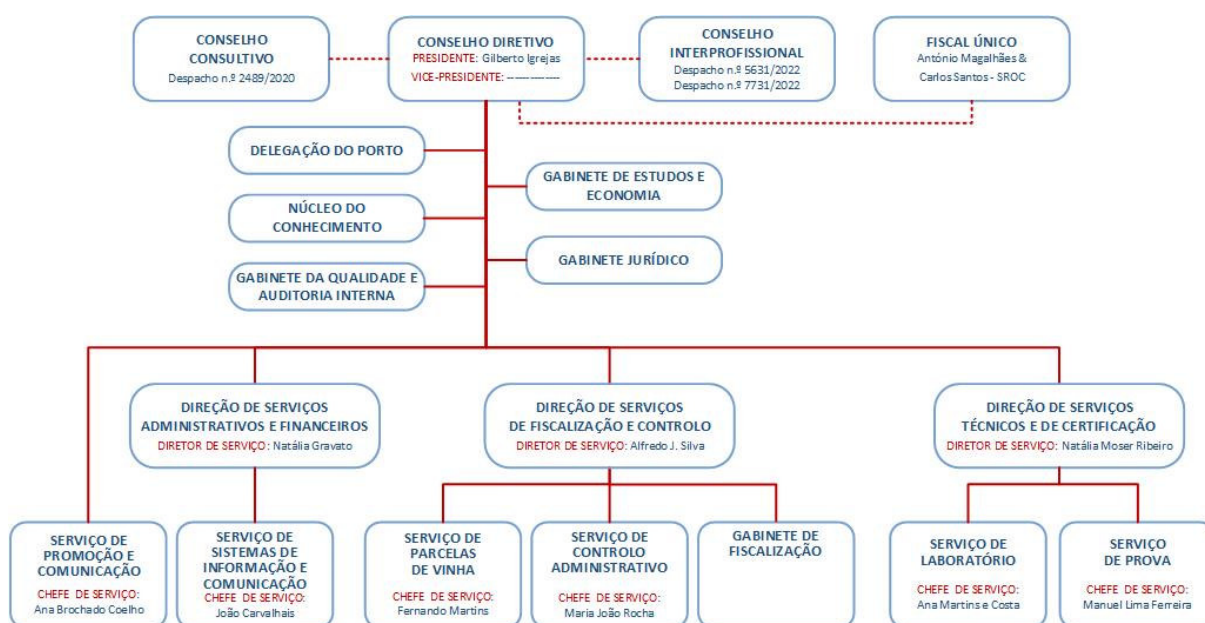 CONSELHO
CONSULTIVO
Despacho n.º 2489/2020
CONSELHO DIRETIVO
PRESIDENTE: Gilberto Igrejas
VICE-PRESIDENTE: ---------------
CONSELHO
INTERPROFISSIONAL
Despacho n.º 5631/2022
Despacho n.º 7731/2022
FISCAL ÚNICO
António Magalhães &
Carlos Santos - SROC
DELEGAÇÃO DO PORTO
GABINETE DE ESTUDOS E
ECONOMIA
NÚCLEO DO
CONHECIMENTO
GABINETE JURÍDICO
GABINETE DA QUALIDADE E
AUDITORIA INTERNA
DIREÇÃO DE SERVIÇOS
ADMINISTRATIVOS E FINANCEIROS
DIRETOR DE SERVIÇO: Natália Gravato
DIREÇÃO DE SERVIÇOS
DE FISCALIZAÇÃO E CONTROLO
DIRETOR DE SERVIÇO: Alfredo J. Silva
DIREÇÃO DE SERVIÇOS
TÉCNICOS E DE CERTIFICAÇÃO
DIRETOR DE SERVIÇO: Natália Moser Ribeiro
SERVIÇO DE
PROMOÇÃO E
COMUNICAÇÃO
CHEFE DE SERVIÇO:
Ana Brochado Coelho
SERVIÇO DE
SISTEMAS DE
INFORMAÇÃO E
COMUNICAÇÃO
CHEFE DE SERVIÇO:
João Carvalhais
SERVIÇO DE
PARCELAS
DE VINHA
CHEFE DE SERVIÇO:
Fernando Martins
SERVIÇO DE
CONTROLO
ADMINISTRATIVO
CHEFE DE SERVIÇO:
Maria João Rocha
GABINETE DE
FISCALIZAÇÃO
SERVIÇO DE
LABORATÓRIO
CHEFE DE SERVIÇO:
Ana Martins e Costa
SERVIÇO
DE PROVA
CHEFE DE SERVIÇO:
Manuel Lima Ferreira